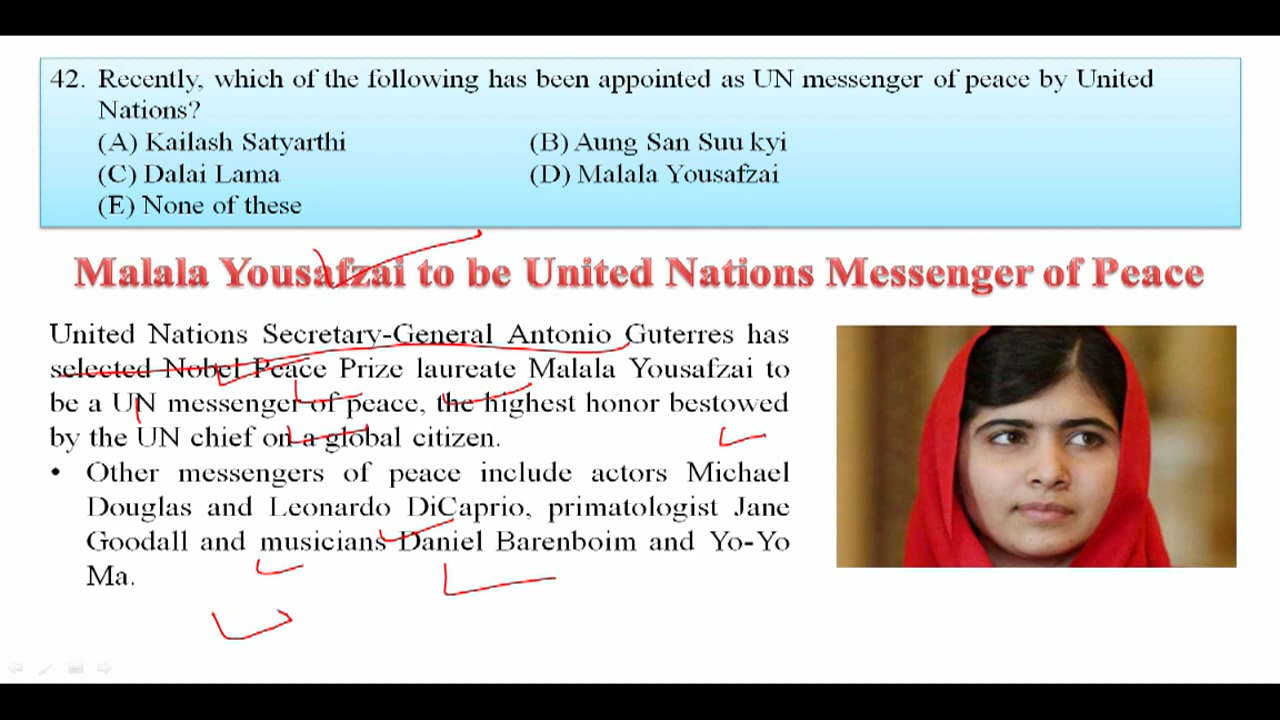 42. Recently, which of the following has been appointed as UN messenger of peace by United
Nations?
(A) Kailash Satyarthi (B) Aung San Suu kyi
(C) Dalai Lama (D) Malala Yousafzai
(E) None of these
Malala Yousafzai to be United Nations Messenger of Peace
United Nations Secretary-General Antonio Guterres has
selected Nobel Peace Prize laureate Malala Yousafzai to
be a UN messenger of peace, the highest honor bestowed
by the UN chief on a global citizen.
• Other messengers of peace include actors Michael
Douglas and Leonardo DiCaprio, primatologist Jane
Goodall and musicians Daniel Barenboim and Yo-Yo
Ma.